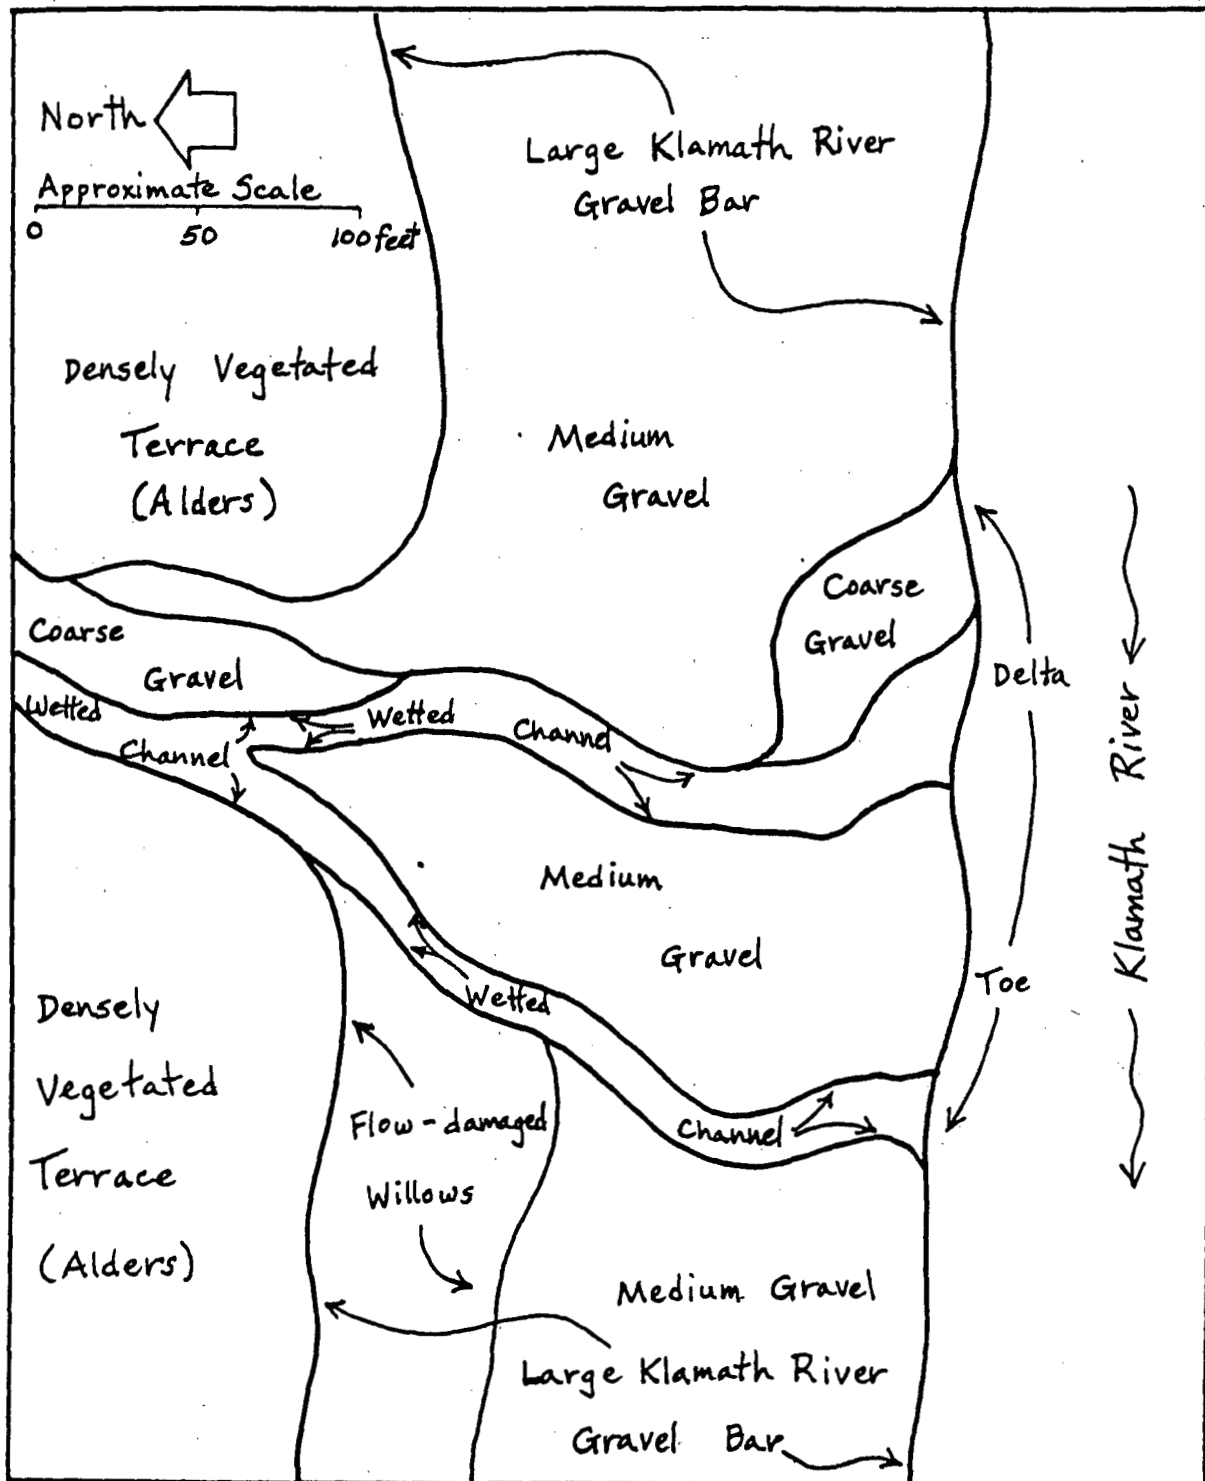 North
Approximate Scale
0 50 100 feet
Large Klamath River
Gravel Bar
Densely Vegetated
Terrace
(Alders)
Medium
Gravel
Coarse
Gravel
Coarse
Gravel
Delta
Toe
Klamath River
Wetted
Channel
Wetted
Channel
Medium
Gravel
Wetted
Channel
Densely
Vegetated
Terrace
(Alders)
Flow-damaged
Willows
Medium Gravel
Large Klamath River
Gravel Bar